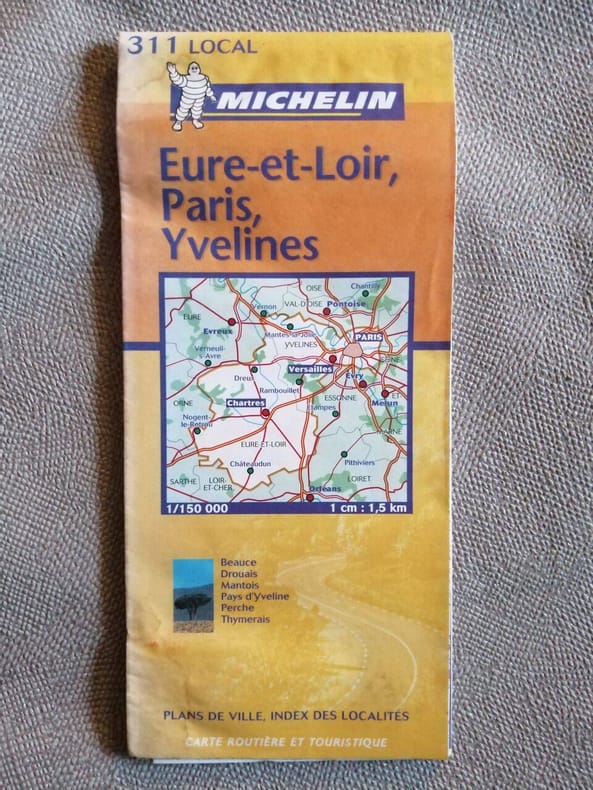 311 LOCAL
MICHELIN
Eure-et-Loir,
Paris,
Yvelines
OISE
Chantilly
Vernon
VAL-D'OISE
Pontoise
EURE
Evreux
Mantes-la-Jolie
PARIS
YVELINES
Verneuil-
s-Avre
Versailles
SEINE
Dreux
Evry
Rambouillet
ET
ORNE
Chartres
ESSONNE
Melun
Etampes
Nogent-
le-Rotrou
MARNE
EURE-ET-LOIR
Châteaudun
Pithiviers
SARTHE
LOIR-
ET-CHER
LOIRET
Orléans
1/150 000
1 cm : 1,5 km
Beauce
Drouais
Mantois
Pays d'Yveline
Perche
Thymerais
PLANS DE VILLE, INDEX DES LOCALITÉS
CARTE ROUTIÈRE ET TOURISTIQUE